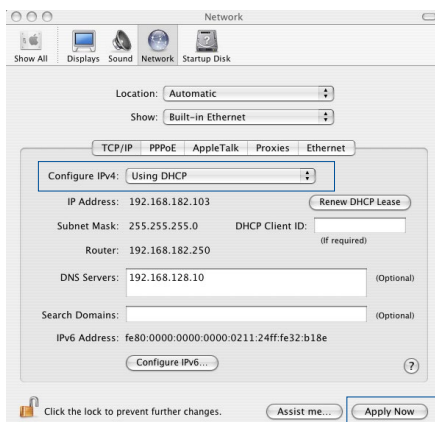 Network
Show All Displays Sound Network Startup Disk
Location: Automatic
Show: Built-in Ethernet
TCP/IP PPPoE AppleTalk Proxies Ethernet
Configure IPv4: Using DHCP
IP Address: 192.168.182.103 Renew DHCP Lease
Subnet Mask: 255.255.255.0 DHCP Client ID:
(If required)
Router: 192.168.182.250
DNS Servers: 192.168.128.10 (Optional)
Search Domains: (Optional)
IPv6 Address: fe80:0000:0000:0000:0211:24ff:fe32:b18e
Configure IPv6... ?
Click the lock to prevent further changes. Assist me... Apply Now